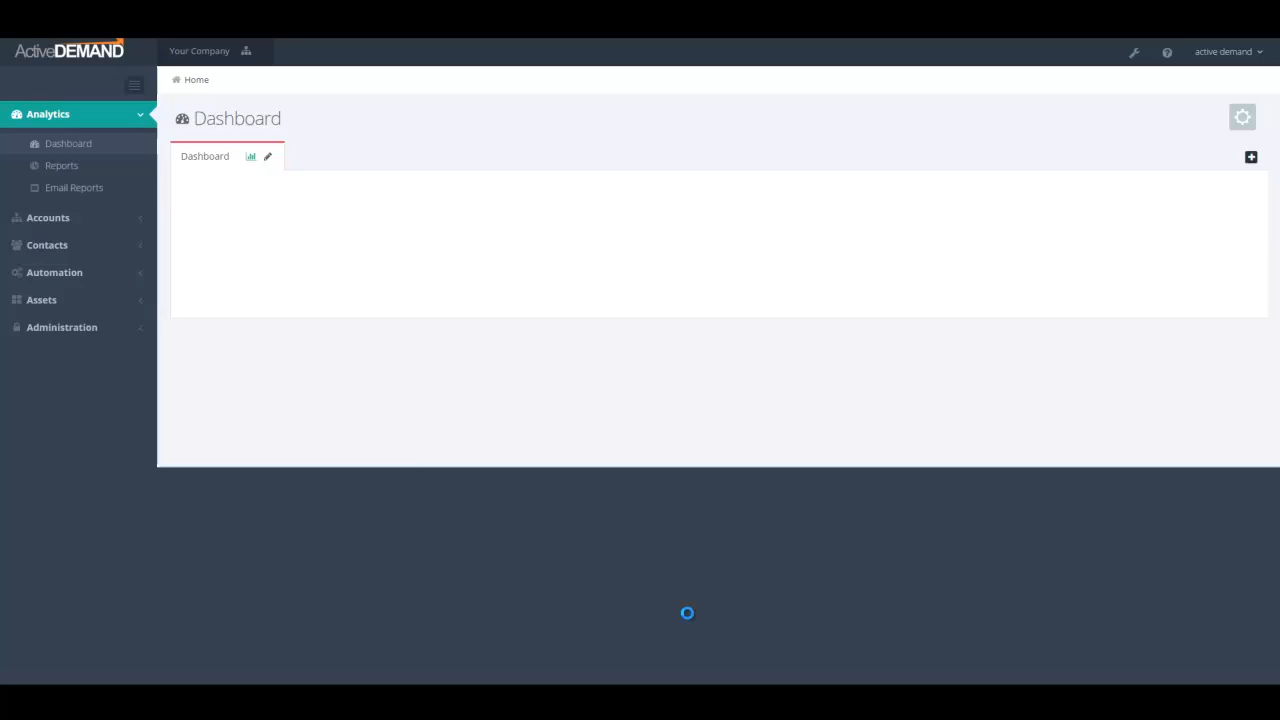 ActiveDEMAND
Your Company
active demand
Home
Analytics
Dashboard
Reports
Email Reports
Accounts
Contacts
Automation
Assets
Administration
Dashboard
Dashboard